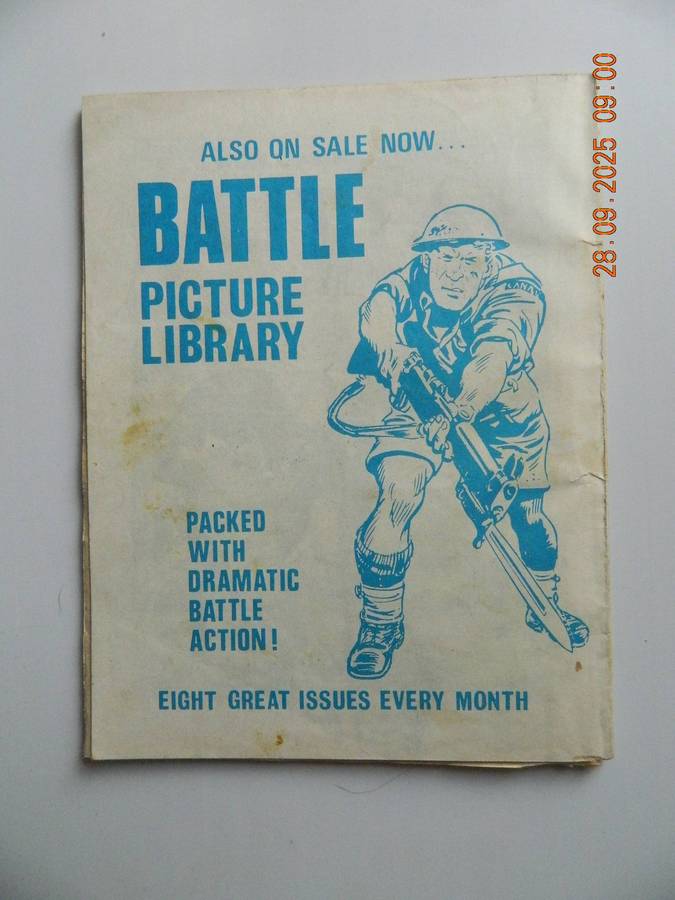 ALSO ON SALE NOW...
BATTLE
PICTURE
LIBRARY
CANAD
PACKED
WITH
DRAMATIC
BATTLE
ACTION!
EIGHT GREAT ISSUES EVERY MONTH
28.09.2025 09:00